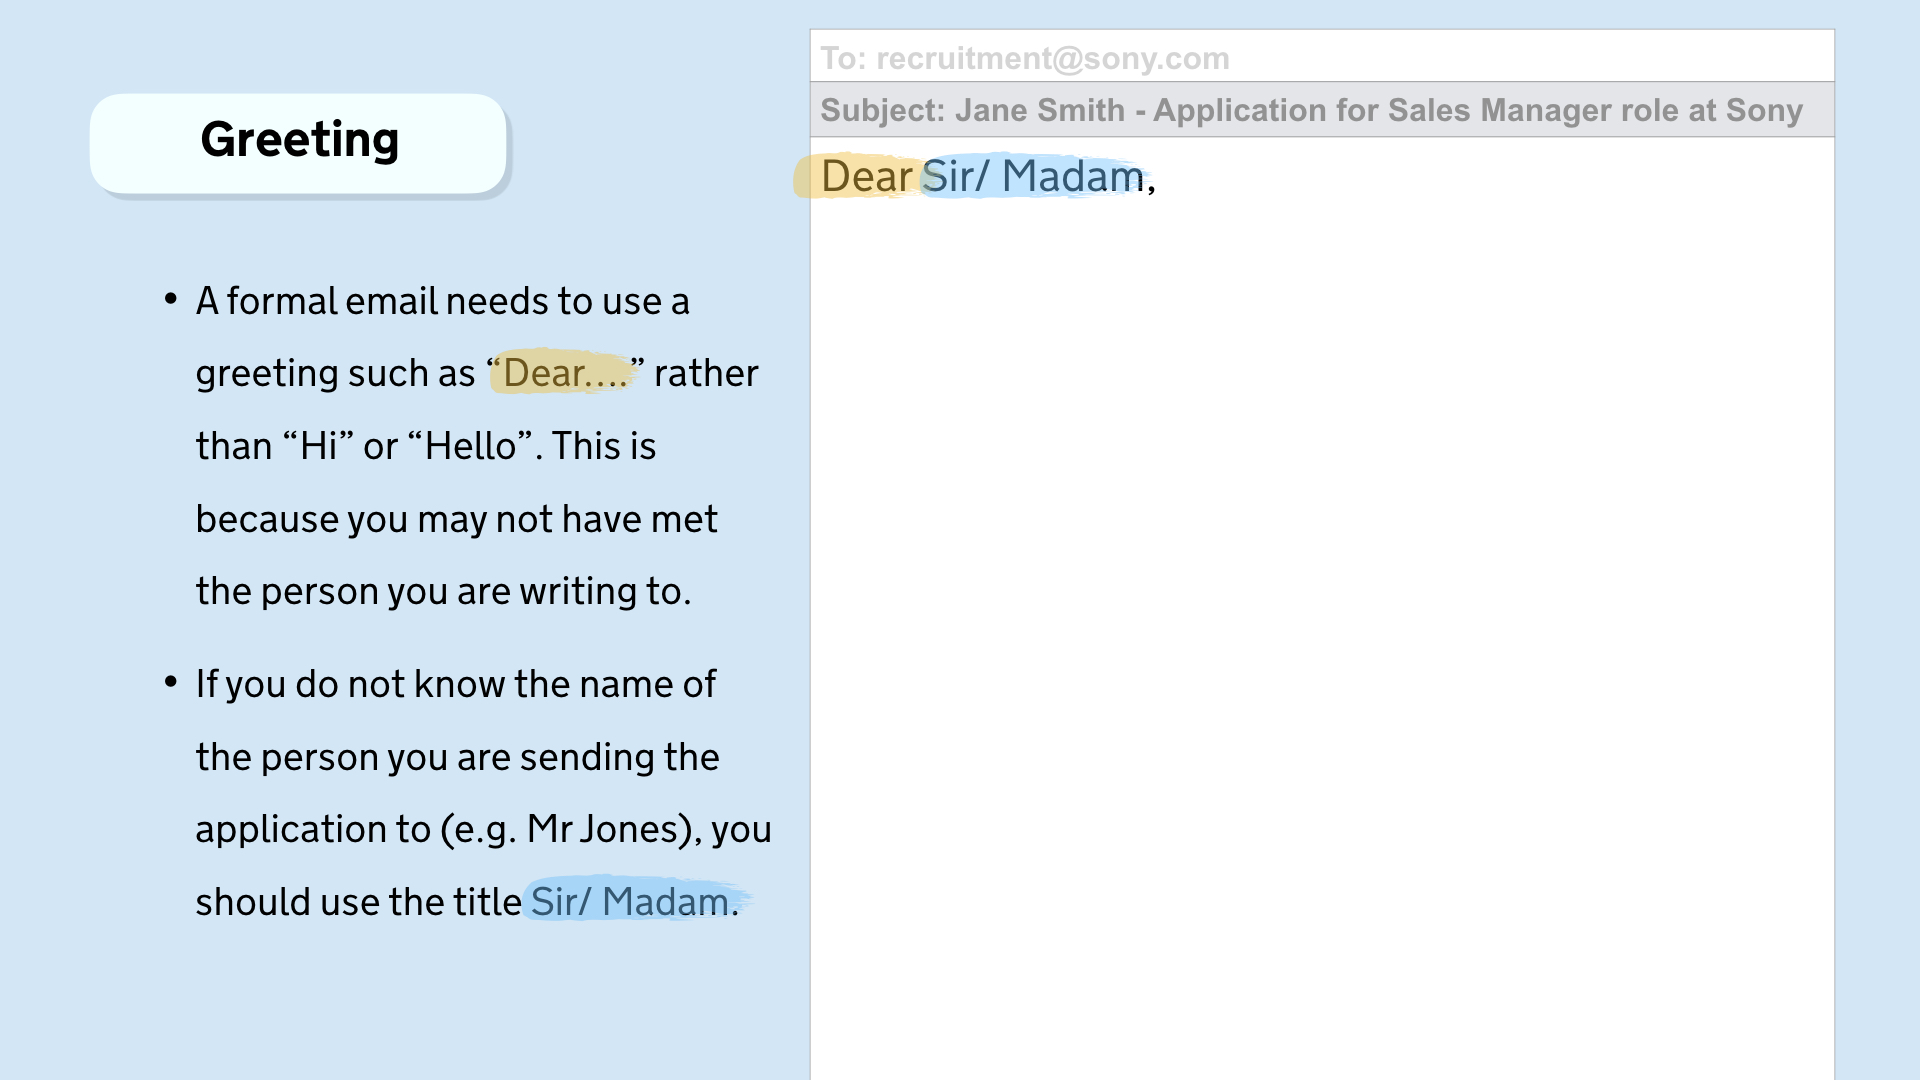 Greeting
• A formal email needs to use a
greeting such as “Dear....” rather
than “Hi” or “Hello”. This is
because you may not have met
the person you are writing to.
• If you do not know the name of
the person you are sending the
application to (e.g. Mr Jones), you
should use the title Sir/ Madam.
To: recruitment@sony.com
Subject: Jane Smith - Application for Sales Manager role at Sony
Dear Sir/ Madam,